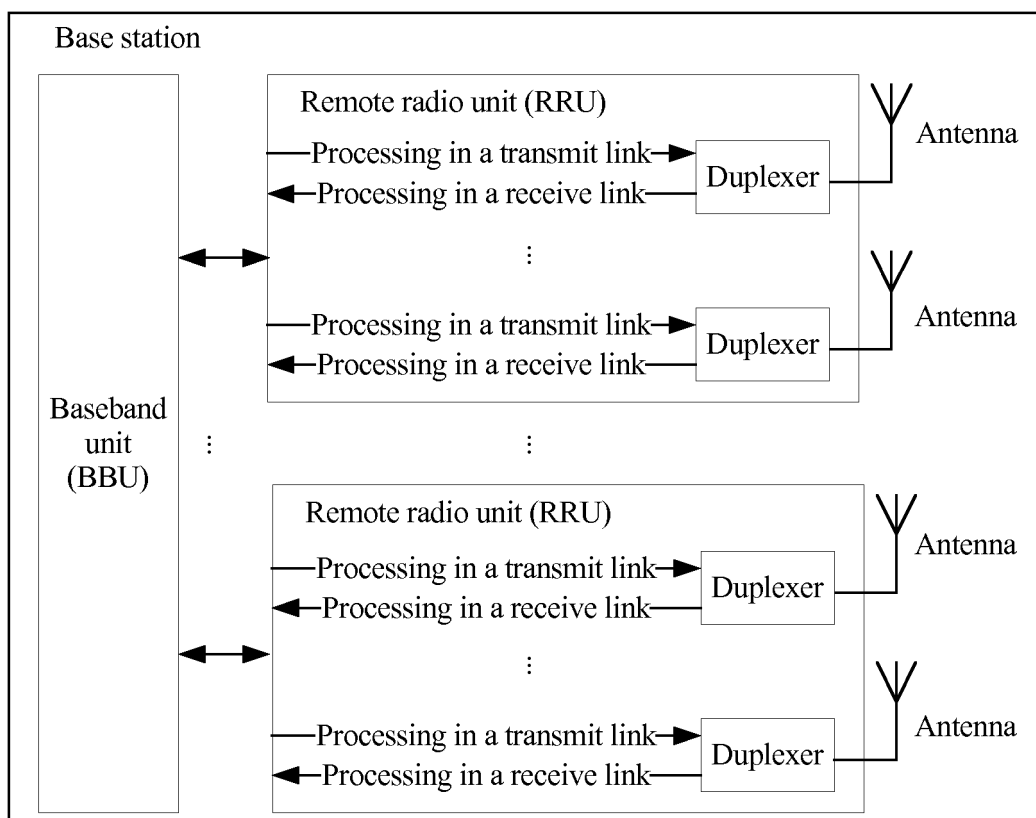 Base station
Remote radio unit (RRU)
Processing in a transmit link
Processing in a receive link
Duplexer
Antenna
⋮
Processing in a transmit link
Processing in a receive link
Duplexer
Antenna
Baseband
unit
(BBU)
⋮
⋮
Remote radio unit (RRU)
Processing in a transmit link
Processing in a receive link
Duplexer
Antenna
⋮
Processing in a transmit link
Processing in a receive link
Duplexer
Antenna